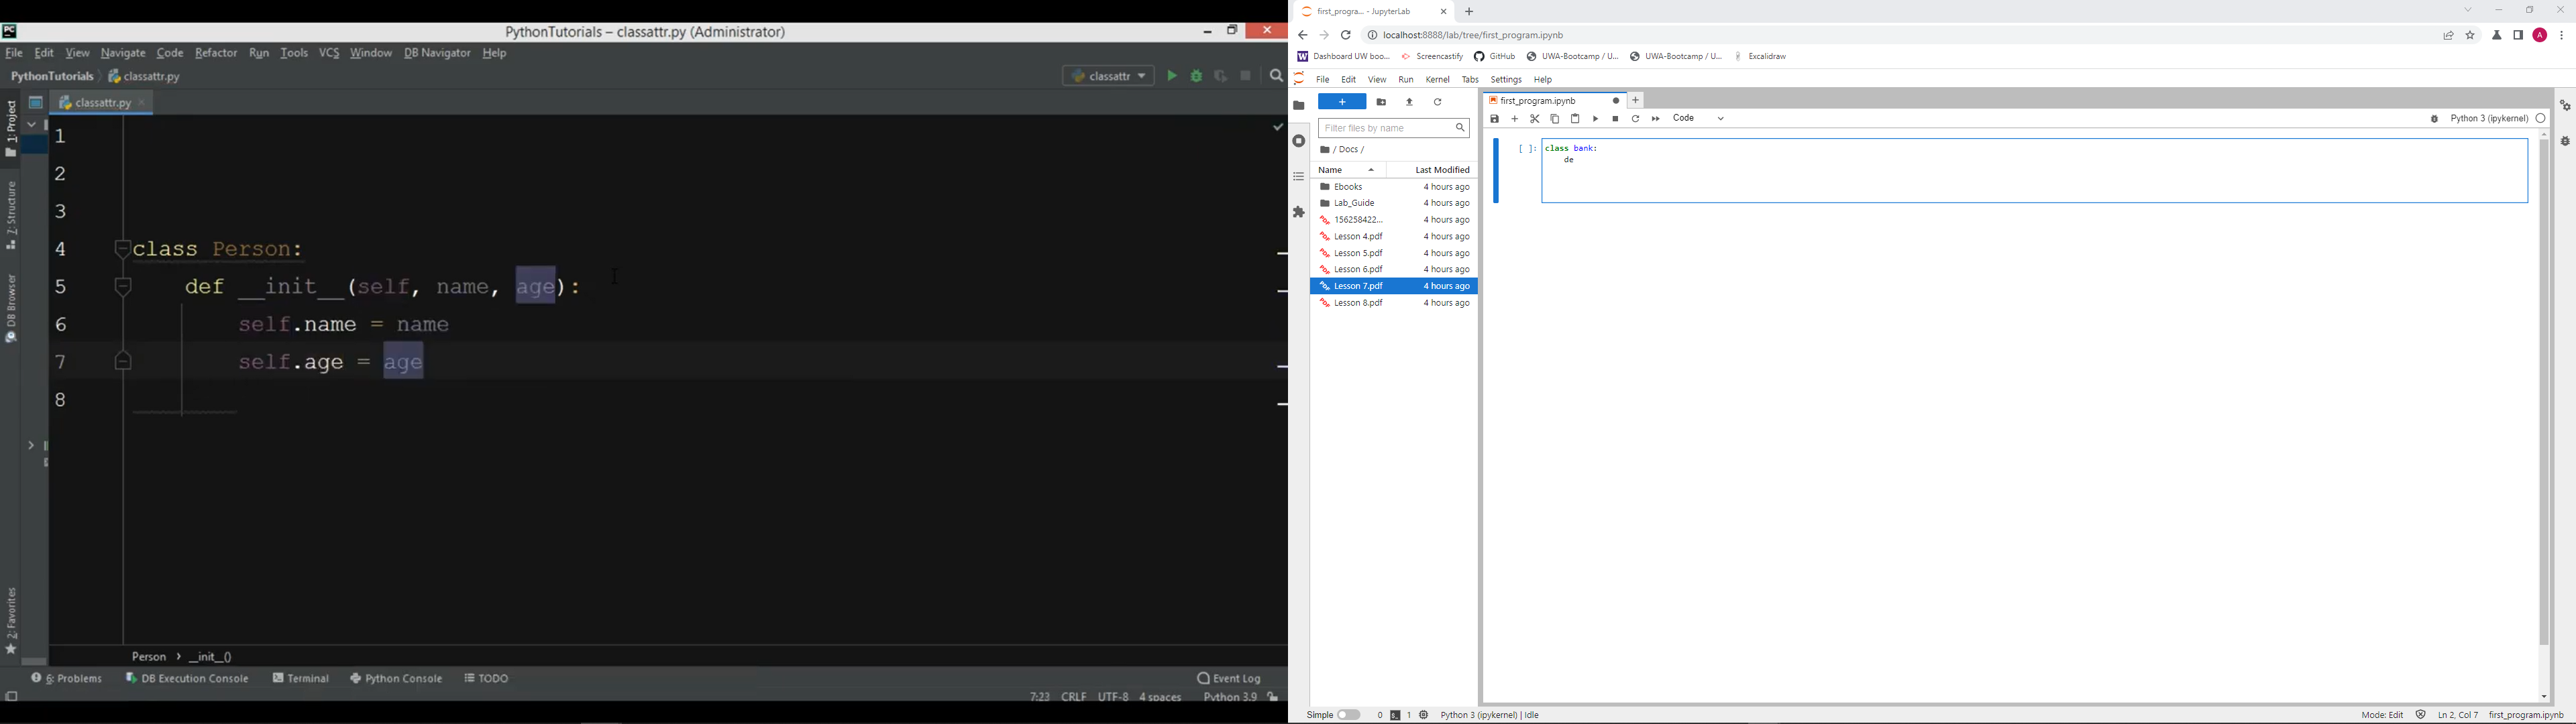 PC
PythonTutorials – classattr.py (Administrator)
File Edit View Navigate Code Refactor Run Tools VCS Window DB Navigator Help
PythonTutorials classattr.py
classattr
1: Project
7: Structure
DB Browser
2: Favorites
classattr.py
1
2
3
4 class Person:
5 def __init__(self, name, age):
6 self.name = name
7 self.age = age
8
Person › __init__()
6: Problems DB Execution Console Terminal Python Console TODO Event Log
7:23 CRLF UTF-8 4 spaces Python 3.9
first_progra... - JupyterLab
localhost:8888/lab/tree/first_program.ipynb
A
W Dashboard UW boo... Screencastify GitHub UWA-Bootcamp / U... UWA-Bootcamp / U... Excalidraw
File Edit View Run Kernel Tabs Settings Help
+
Filter files by name
/ Docs /
Name Last Modified
Ebooks 4 hours ago
Lab_Guide 4 hours ago
156258422... 4 hours ago
Lesson 4.pdf 4 hours ago
Lesson 5.pdf 4 hours ago
Lesson 6.pdf 4 hours ago
Lesson 7.pdf 4 hours ago
Lesson 8.pdf 4 hours ago
first_program.ipynb
Code
Python 3 (ipykernel)
[ ]: class bank:
de
Simple 0 1 Python 3 (ipykernel) | Idle
Mode: Edit Ln 2, Col 7 first_program.ipynb